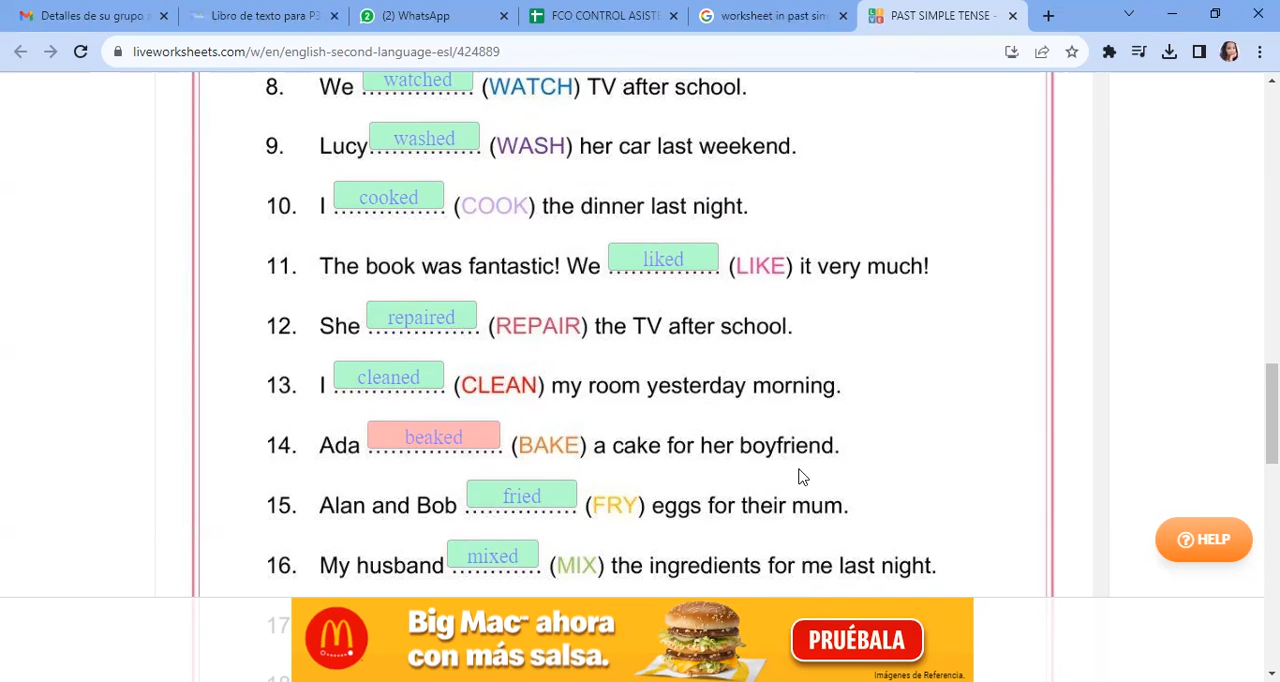 Detalles de su grupo
Libro de texto para P3
(2) WhatsApp
FCO CONTROL ASISTE
worksheet in past sim
PAST SIMPLE TENSE -
liveworksheets.com/w/en/english-second-language-esl/424889
8. We watched (WATCH) TV after school.
9. Lucy washed (WASH) her car last weekend.
10. I cooked (COOK) the dinner last night.
11. The book was fantastic! We liked (LIKE) it very much!
12. She repaired (REPAIR) the TV after school.
13. I cleaned (CLEAN) my room yesterday morning.
14. Ada beaked (BAKE) a cake for her boyfriend.
15. Alan and Bob fried (FRY) eggs for their mum.
16. My husband mixed (MIX) the ingredients for me last night.
HELP
17
Big Mac™ ahora
con más salsa.
PRUÉBALA
Imágenes de Referencia.